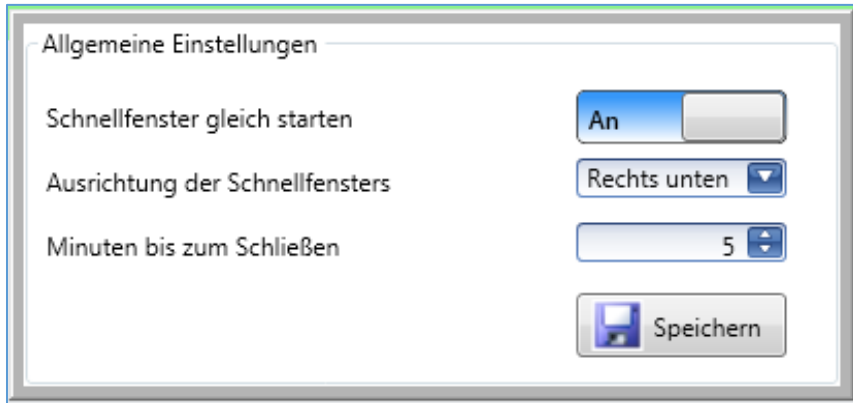 Allgemeine Einstellungen
Schnellfenster gleich starten An
Ausrichtung der Schnellfensters Rechts unten
Minuten bis zum Schließen 5
Speichern